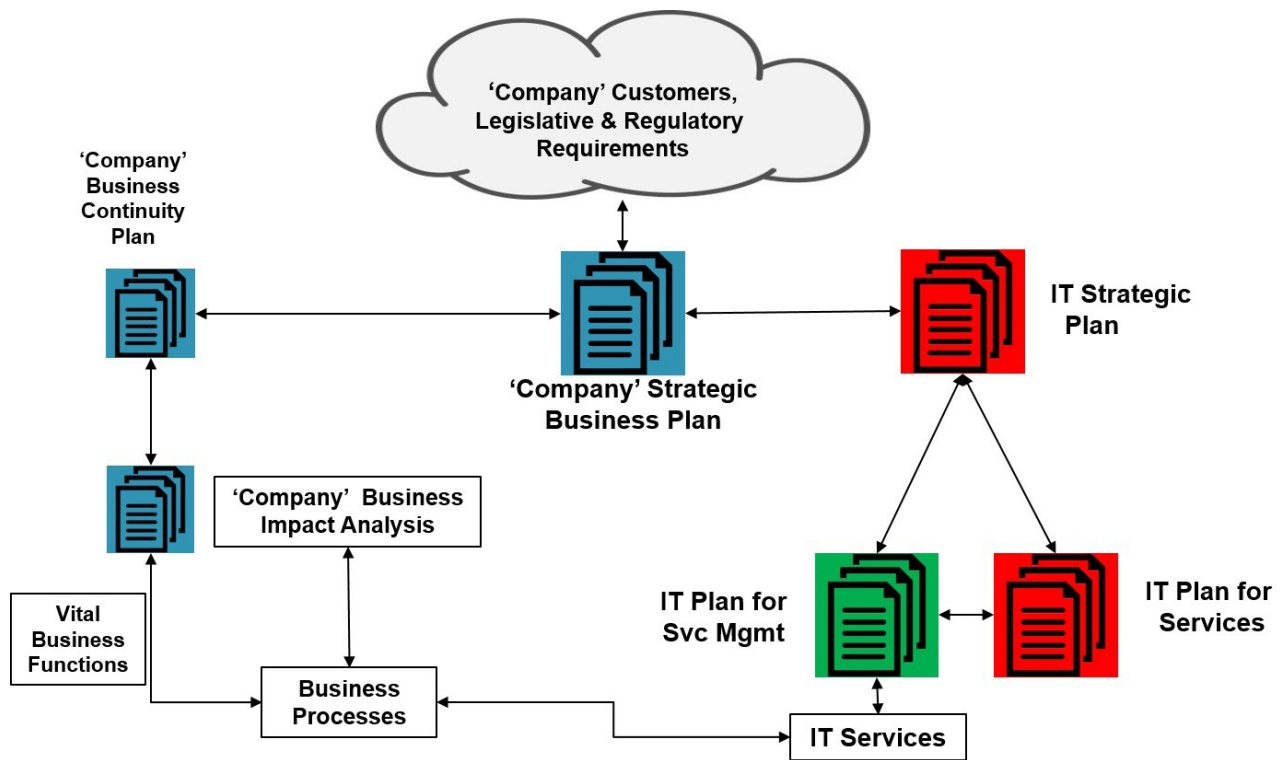 ‘Company’ Customers,
Legislative & Regulatory
Requirements
‘Company’
Business
Continuity
Plan
IT Strategic
Plan
‘Company’ Strategic
Business Plan
‘Company’ Business
Impact Analysis
Vital
Business
Functions
IT Plan for
Svc Mgmt
IT Plan for
Services
Business
Processes
IT Services